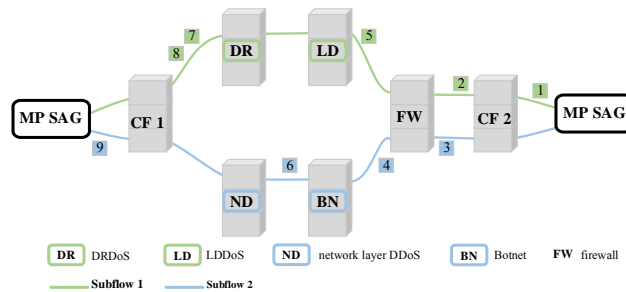 7
8
DR
LD
5
2
1
MP SAG
CF 1
FW
CF 2
MP SAG
9
6
4
3
ND
BN
DR DRDoS LD LDDoS ND network layer DDoS BN Botnet FW firewall
Subflow 1 Subflow 2